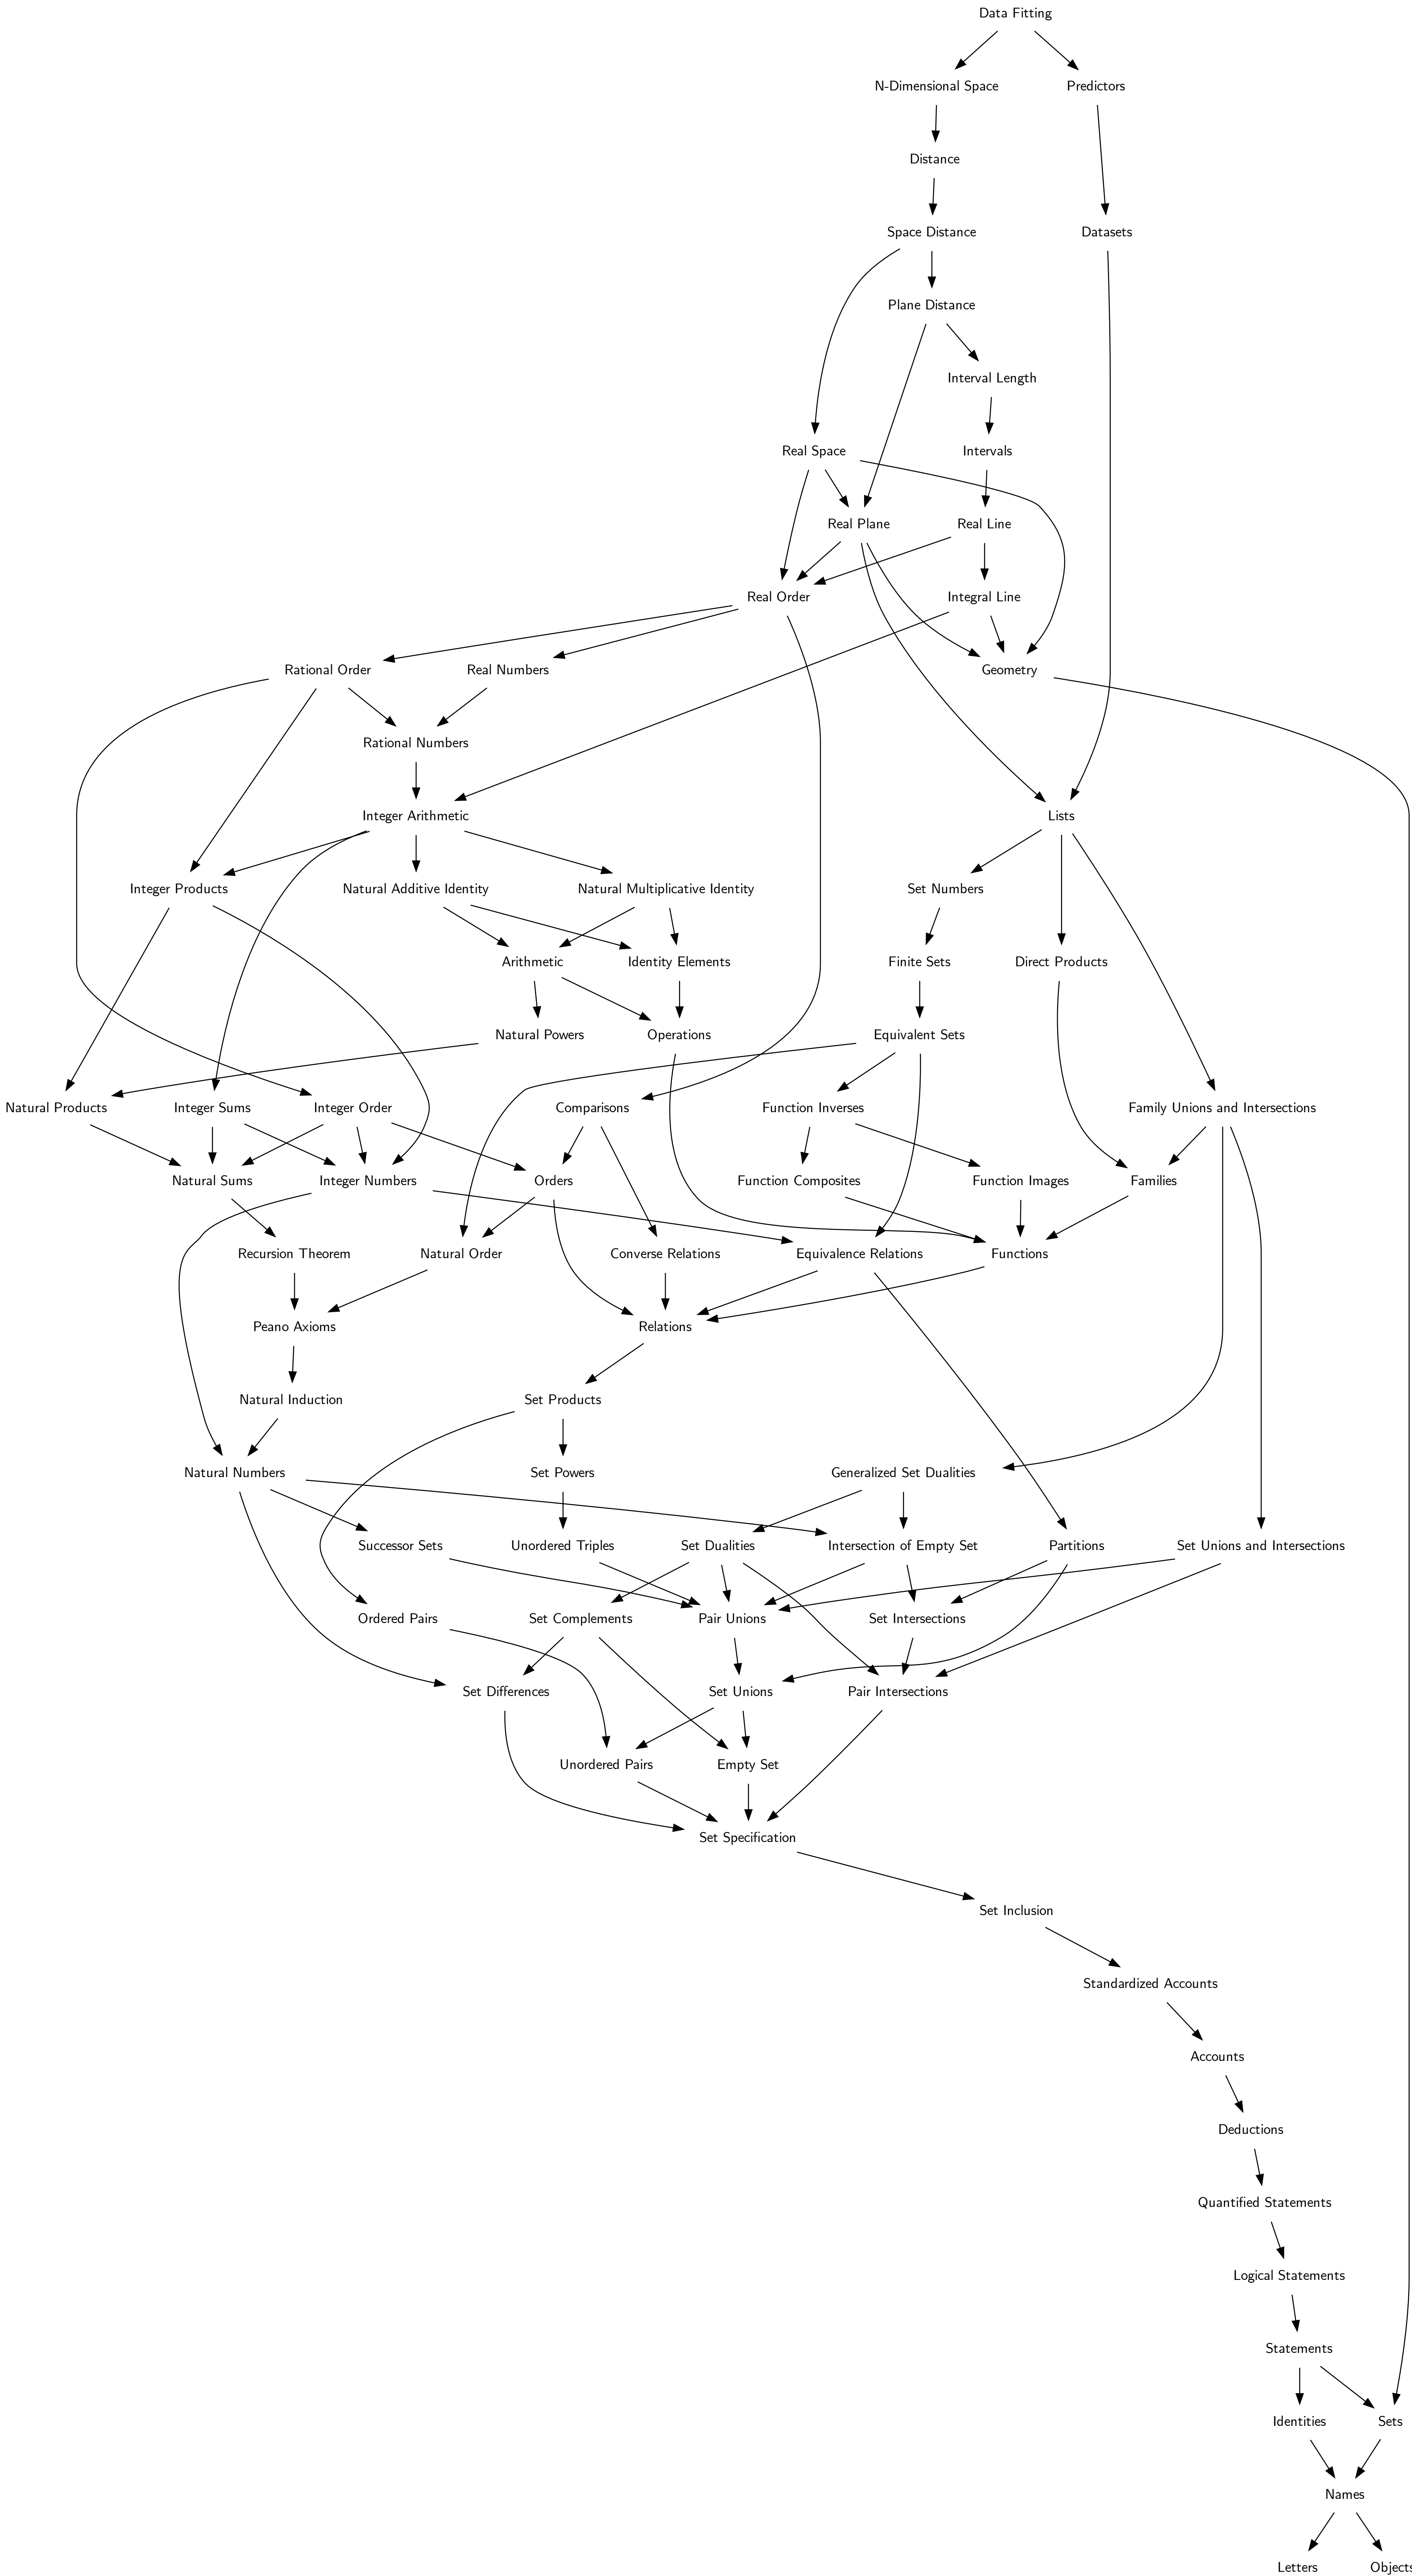 Data Fitting
N-Dimensional Space
Predictors
Distance
Space Distance
Datasets
Plane Distance
Interval Length
Real Space
Intervals
Real Plane
Real Line
Real Order
Integral Line
Rational Order
Real Numbers
Geometry
Rational Numbers
Integer Arithmetic
Lists
Integer Products
Natural Additive Identity
Natural Multiplicative Identity
Set Numbers
Arithmetic
Identity Elements
Finite Sets
Direct Products
Natural Powers
Operations
Equivalent Sets
Natural Products
Integer Sums
Integer Order
Comparisons
Function Inverses
Family Unions and Intersections
Natural Sums
Integer Numbers
Orders
Function Composites
Function Images
Families
Recursion Theorem
Natural Order
Converse Relations
Equivalence Relations
Functions
Peano Axioms
Relations
Natural Induction
Set Products
Natural Numbers
Set Powers
Generalized Set Dualities
Successor Sets
Unordered Triples
Set Dualities
Intersection of Empty Set
Partitions
Set Unions and Intersections
Ordered Pairs
Set Complements
Pair Unions
Set Intersections
Set Differences
Set Unions
Pair Intersections
Unordered Pairs
Empty Set
Set Specification
Set Inclusion
Standardized Accounts
Accounts
Deductions
Quantified Statements
Logical Statements
Statements
Identities
Sets
Names
Letters
Objects